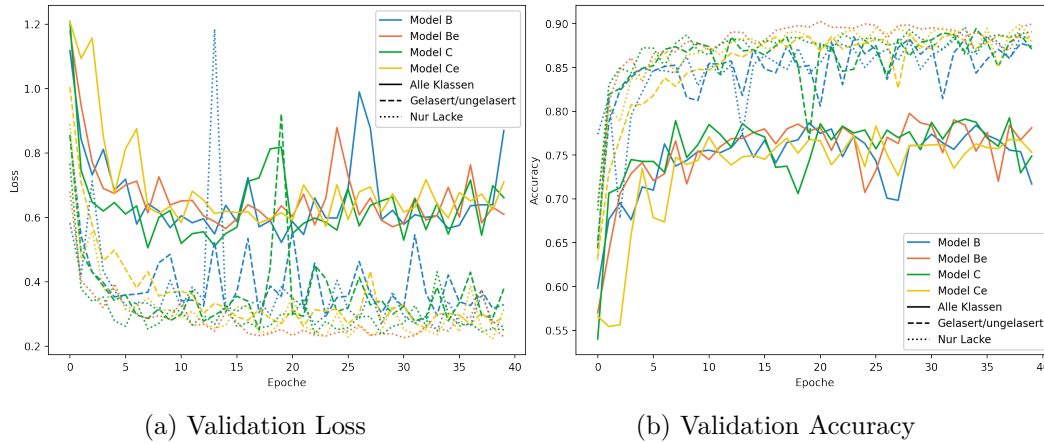 1.2
1.0
0.8
0.6
0.4
0.2
Loss
0 5 10 15 20 25 30 35 40
Epoche
Model B
Model Be
Model C
Model Ce
Alle Klassen
Gelasert/ungelasert
Nur Lacke
(a) Validation Loss
0.90
0.85
0.80
0.75
0.70
0.65
0.60
0.55
Accuracy
0 5 10 15 20 25 30 35 40
Epoche
Model B
Model Be
Model C
Model Ce
Alle Klassen
Gelasert/ungelasert
Nur Lacke
(b) Validation Accuracy